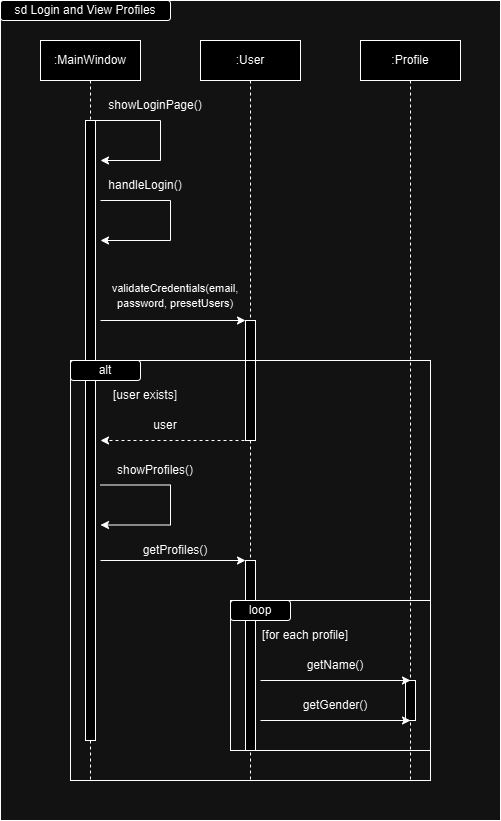 sd Login and View Profiles
:MainWindow
:User
:Profile
showLoginPage()
handleLogin()
validateCredentials(email,
password, presetUsers)
alt
[user exists]
user
showProfiles()
getProfiles()
loop
[for each profile]
getName()
getGender()